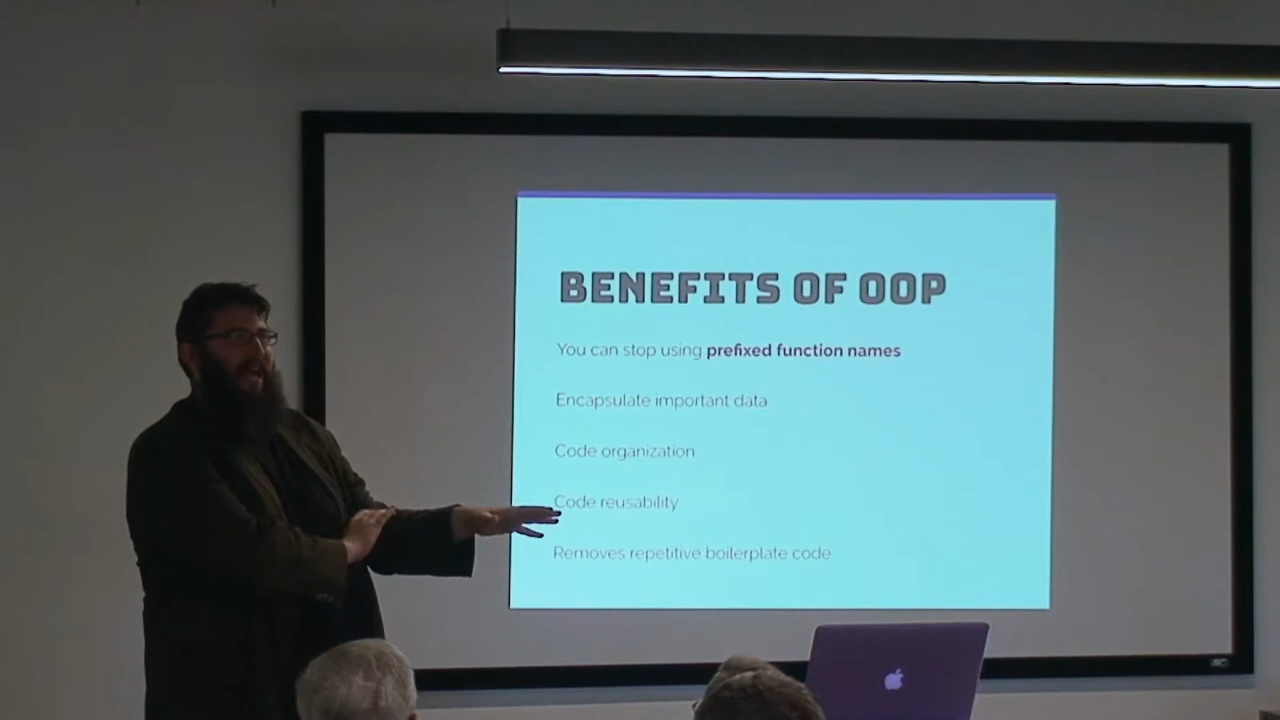 BENEFITS OF OOP
You can stop using prefixed function names
Encapsulate important data
Code organization
Code reusability
Removes repetitive boilerplate code